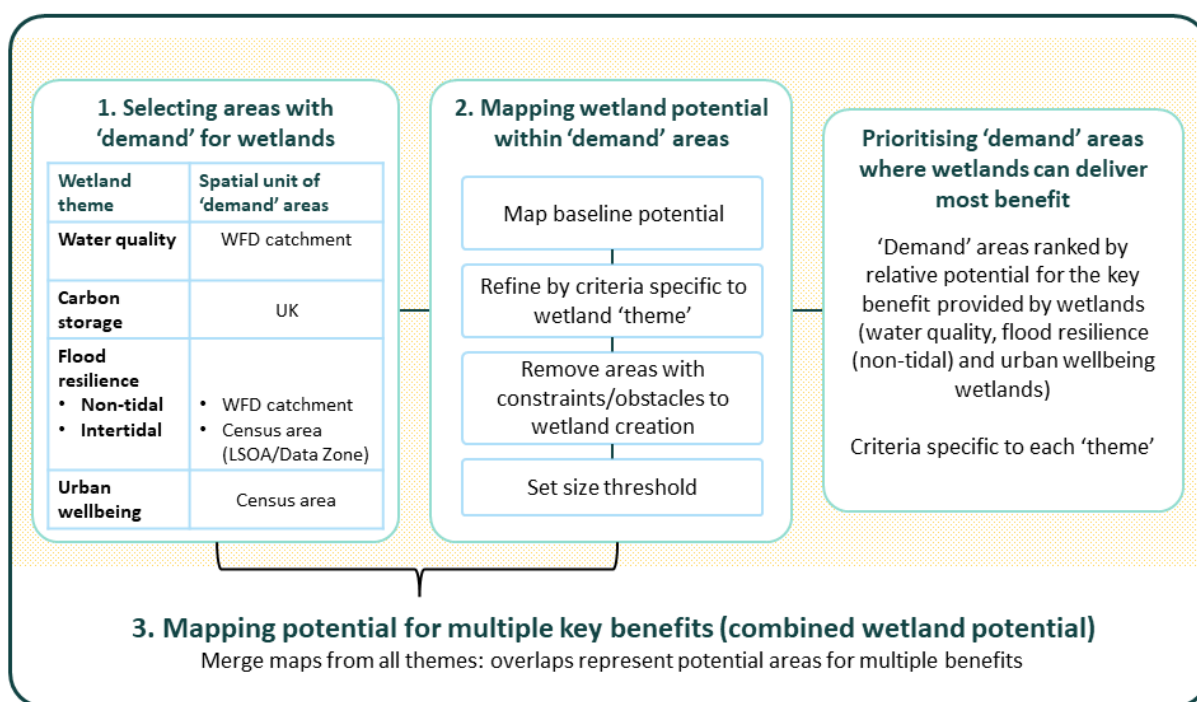 1. Selecting areas with
‘demand’ for wetlands
Wetland
theme
Spatial unit of
‘demand’ areas
Water quality
WFD catchment
Carbon
storage
UK
Flood
resilience
• Non-tidal
• Intertidal
• WFD catchment
• Census area
(LSOA/Data Zone)
Urban
wellbeing
Census area
2. Mapping wetland potential
within ‘demand’ areas
Map baseline potential
Refine by criteria specific to
wetland ‘theme’
Remove areas with
constraints/obstacles to
wetland creation
Set size threshold
Prioritising ‘demand’ areas
where wetlands can deliver
most benefit
‘Demand’ areas ranked by
relative potential for the key
benefit provided by wetlands
(water quality, flood resilience
(non-tidal) and urban wellbeing
wetlands)
Criteria specific to each ‘theme’
3. Mapping potential for multiple key benefits (combined wetland potential)
Merge maps from all themes: overlaps represent potential areas for multiple benefits